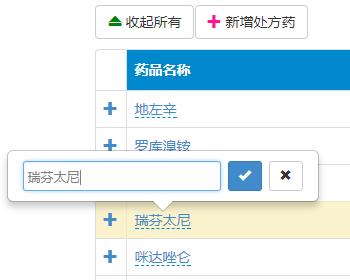 收起所有 新增处方药
药品名称
地左辛
罗库溴铵
瑞芬太尼
瑞芬太尼
咪达唑仑